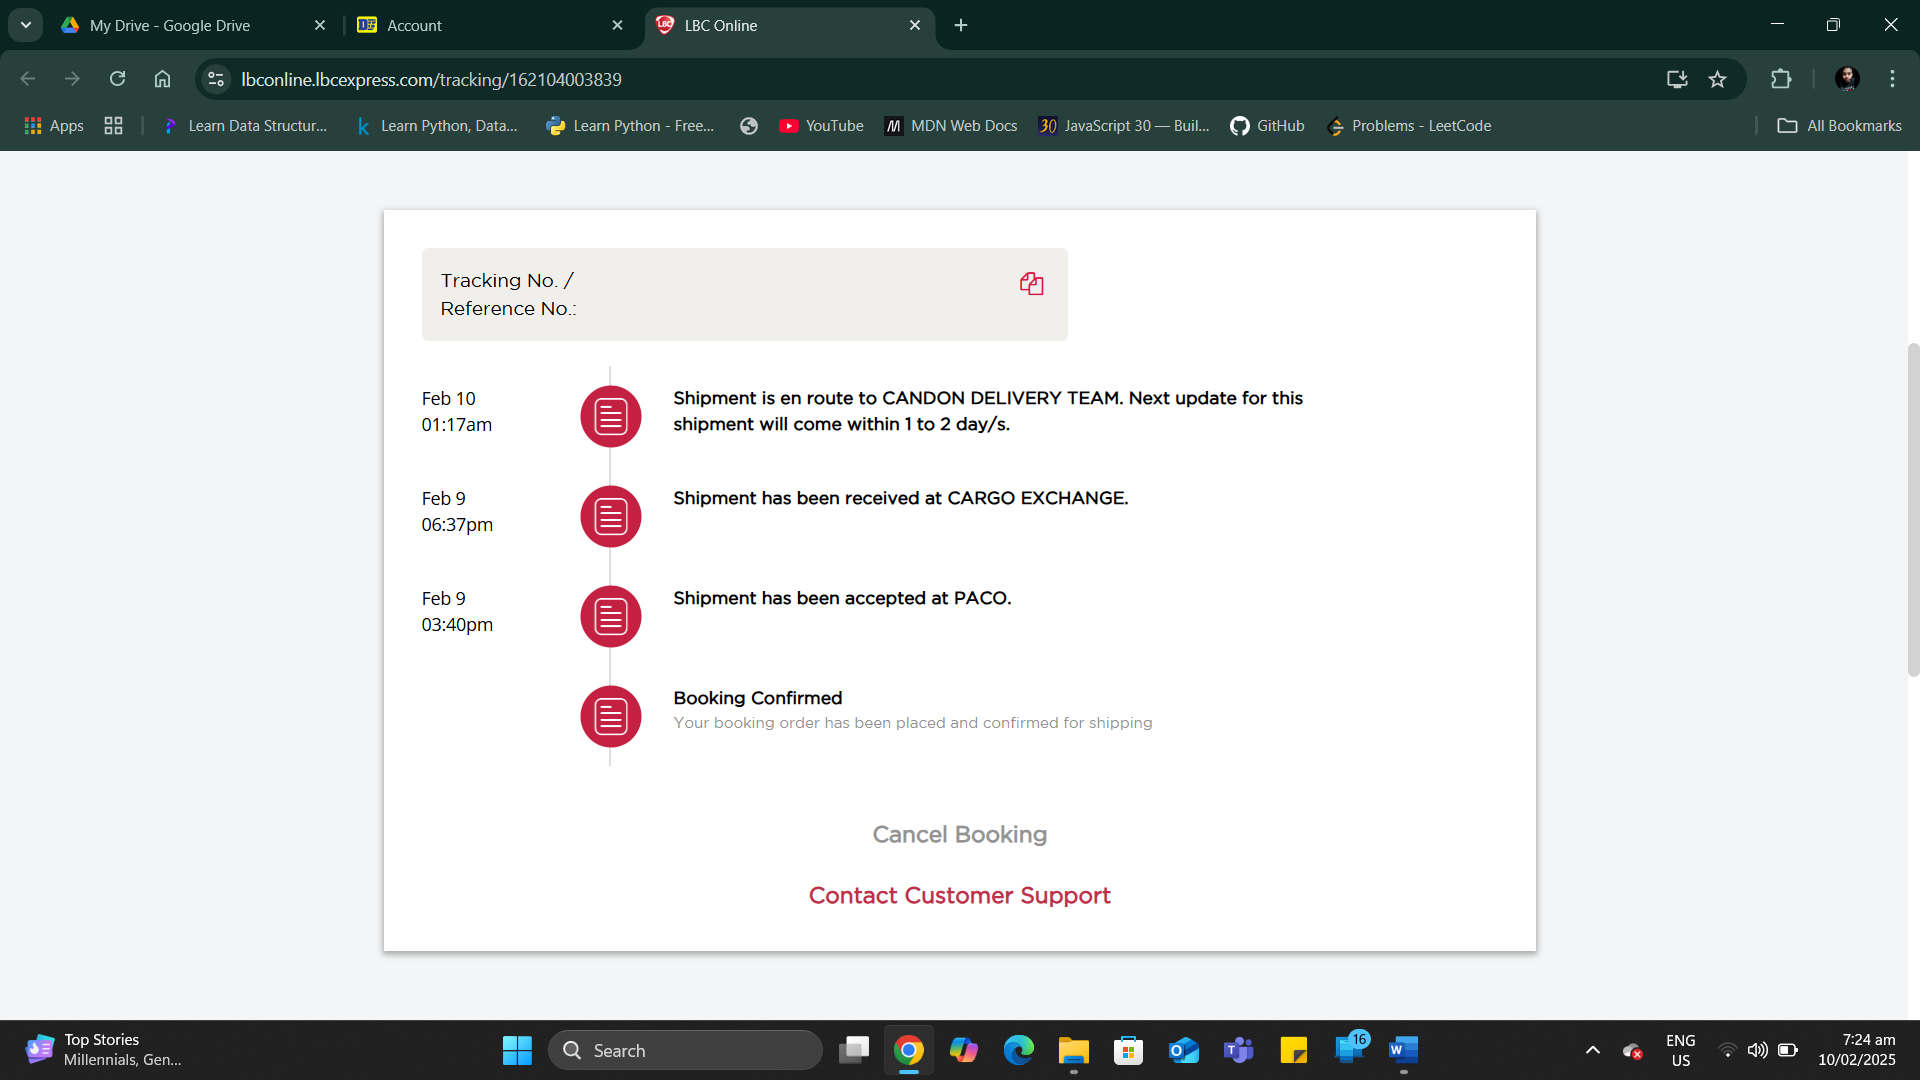 My Drive - Google Drive
Account
LBC Online
lbconline.lbcexpress.com/tracking/162104003839
Apps
Learn Data Structur...
Learn Python, Data...
Learn Python - Free...
YouTube
MDN Web Docs
JavaScript 30 — Buil...
GitHub
Problems - LeetCode
All Bookmarks
Tracking No. /
Reference No.:
Feb 10
01:17am
Shipment is en route to CANDON DELIVERY TEAM. Next update for this
shipment will come within 1 to 2 day/s.
Feb 9
06:37pm
Shipment has been received at CARGO EXCHANGE.
Feb 9
03:40pm
Shipment has been accepted at PACO.
Booking Confirmed
Your booking order has been placed and confirmed for shipping
Cancel Booking
Contact Customer Support
Top Stories
Millennials, Gen...
Search
16
ENG
US
7:24 am
10/02/2025